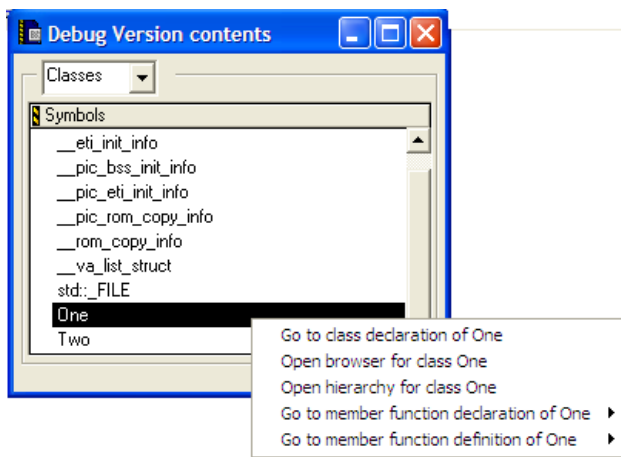 Debug Version contents
Classes
Symbols
__eti_init_info
__pic_bss_init_info
__pic_eti_init_info
__pic_rom_copy_info
__rom_copy_info
__va_list_struct
std::_FILE
One
Two
Go to class declaration of One
Open browser for class One
Open hierarchy for class One
Go to member function declaration of One
Go to member function definition of One